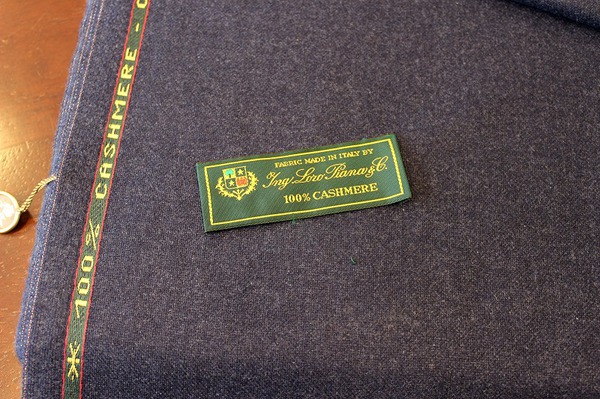 100% CASHMERE -
FABRIC MADE IN ITALY BY
Ing. Loro Piana & C.
100% CASHMERE